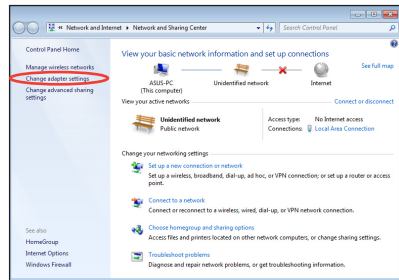 « Network and Internet ▸ Network and Sharing Center
Search Control Panel
Control Panel Home
Manage wireless networks
Change adapter settings
Change advanced sharing
settings
View your basic network information and set up connections
See full map
ASUS-PC
(This computer)
Unidentified network
Internet
View your active networks
Connect or disconnect
Unidentified network
Public network
Access type: No Internet access
Connections: Local Area Connection
Change your networking settings
Set up a new connection or network
Set up a wireless, broadband, dial-up, ad hoc, or VPN connection; or set up a router or access
point.
Connect to a network
Connect or reconnect to a wireless, wired, dial-up, or VPN network connection.
Choose homegroup and sharing options
Access files and printers located on other network computers, or change sharing settings.
Troubleshoot problems
Diagnose and repair network problems, or get troubleshooting information.
See also
HomeGroup
Internet Options
Windows Firewall